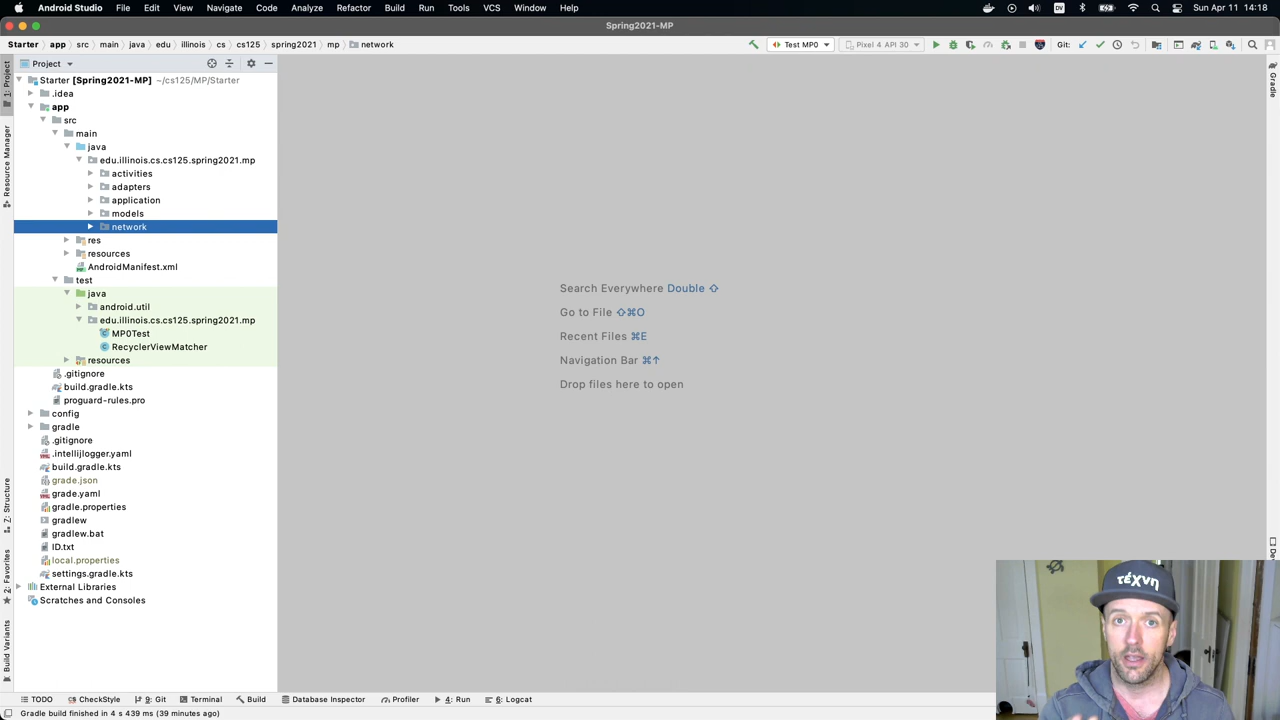 Android Studio File Edit View Navigate Code Analyze Refactor Build Run Tools VCS Window Help DV Sun Apr 11 14:18
Spring2021-MP
Starter app src main java edu illinois cs cs125 spring2021 mp network Test MP0 Pixel 4 API 30 Git:
1: Project
Resource Manager
Z: Structure
2: Favorites
Build Variants
Project
Starter [Spring2021-MP] ~/cs125/MP/Starter
.idea
app
src
main
java
edu.illinois.cs.cs125.spring2021.mp
activities
adapters
application
models
network
res
resources
AndroidManifest.xml
test
java
android.util
edu.illinois.cs.cs125.spring2021.mp
MP0Test
RecyclerViewMatcher
resources
.gitignore
build.gradle.kts
proguard-rules.pro
config
gradle
.gitignore
.intellijlogger.yaml
build.gradle.kts
grade.json
grade.yaml
gradle.properties
gradlew
gradlew.bat
ID.txt
local.properties
settings.gradle.kts
External Libraries
Scratches and Consoles
Search Everywhere Double ⇧
Go to File ⇧⌘O
Recent Files ⌘E
Navigation Bar ⌘↑
Drop files here to open
Gradle
τέχνη
TODO CheckStyle 9: Git Terminal Build Database Inspector Profiler 4: Run 6: Logcat
Gradle build finished in 4 s 439 ms (39 minutes ago)